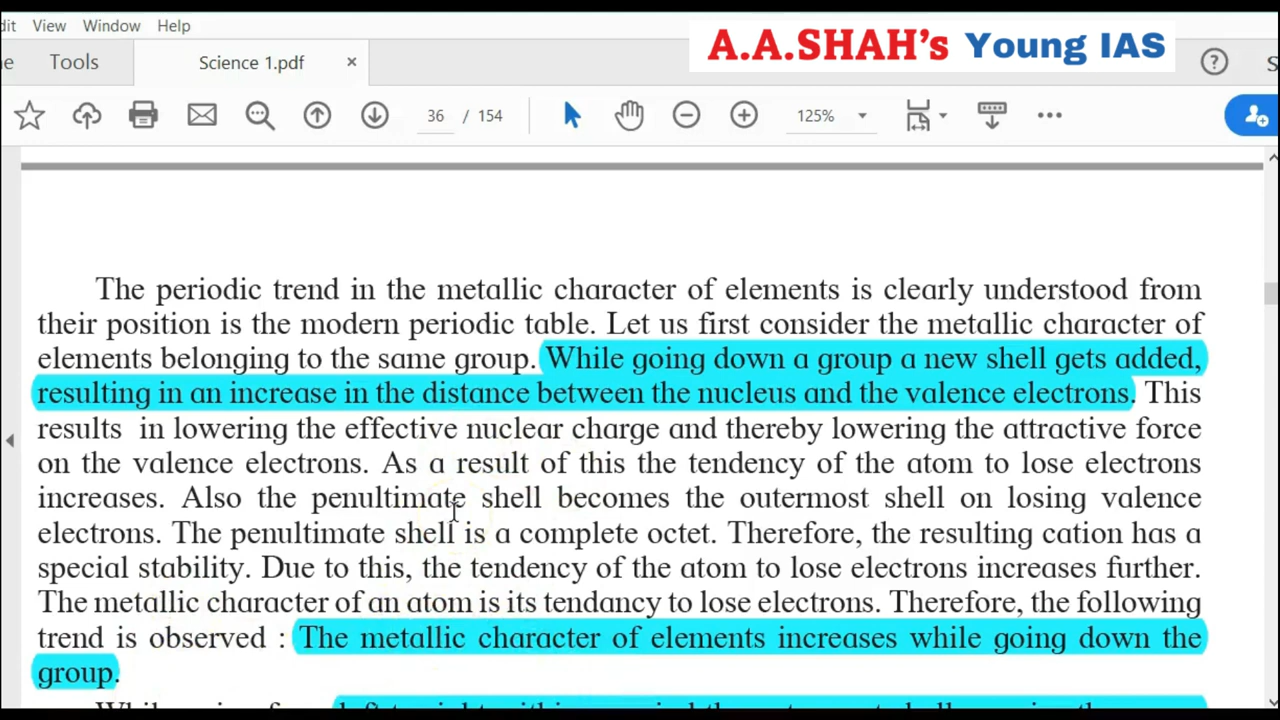 dit View Window Help
A.A.SHAH's Young IAS
e Tools Science 1.pdf × ? S
36 / 154 125%
The periodic trend in the metallic character of elements is clearly understood from
their position is the modern periodic table. Let us first consider the metallic character of
elements belonging to the same group. While going down a group a new shell gets added,
resulting in an increase in the distance between the nucleus and the valence electrons. This
results in lowering the effective nuclear charge and thereby lowering the attractive force
on the valence electrons. As a result of this the tendency of the atom to lose electrons
increases. Also the penultimate shell becomes the outermost shell on losing valence
electrons. The penultimate shell is a complete octet. Therefore, the resulting cation has a
special stability. Due to this, the tendency of the atom to lose electrons increases further.
The metallic character of an atom is its tendancy to lose electrons. Therefore, the following
trend is observed : The metallic character of elements increases while going down the
group.